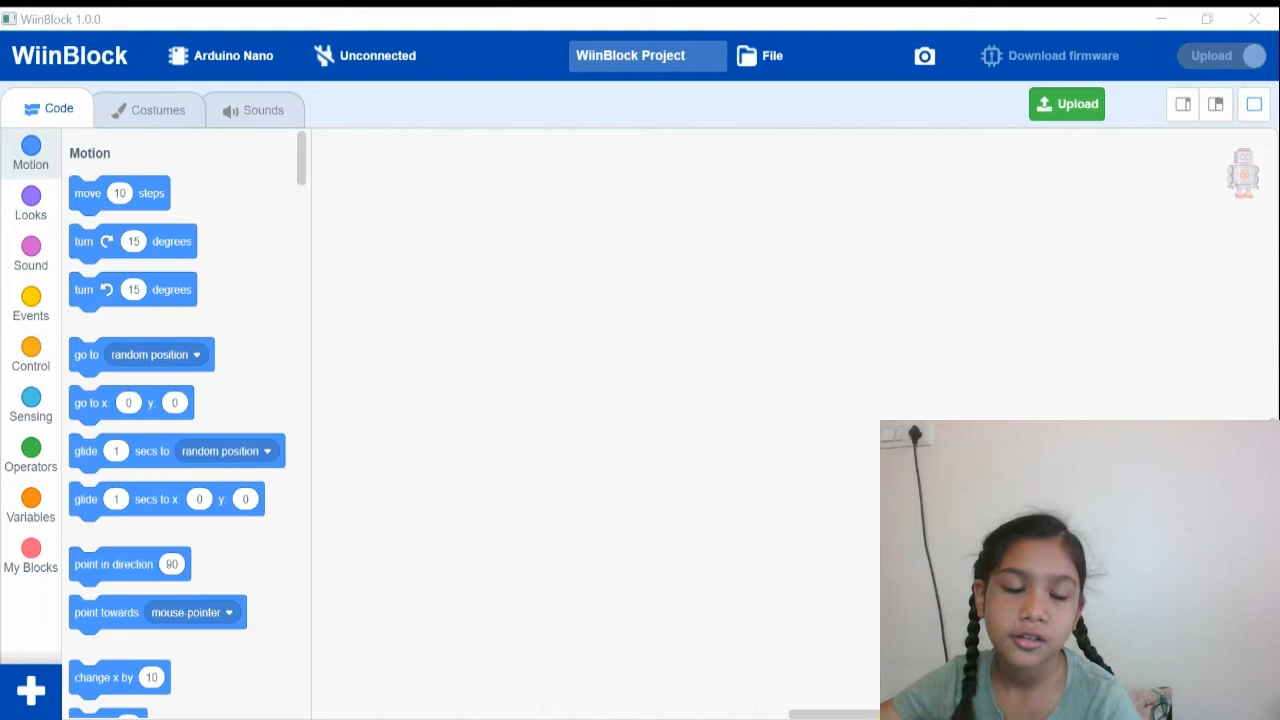 WiinBlock 1.0.0
WiinBlock
Arduino Nano
Unconnected
WiinBlock Project
File
Download firmware
Upload
Code
Costumes
Sounds
Upload
Motion
Looks
Sound
Events
Control
Sensing
Operators
Variables
My Blocks
Motion
move 10 steps
turn 15 degrees
turn 15 degrees
go to random position
go to x: 0 y: 0
glide 1 secs to random position
glide 1 secs to x: 0 y: 0
point in direction 90
point towards mouse-pointer
change x by 10